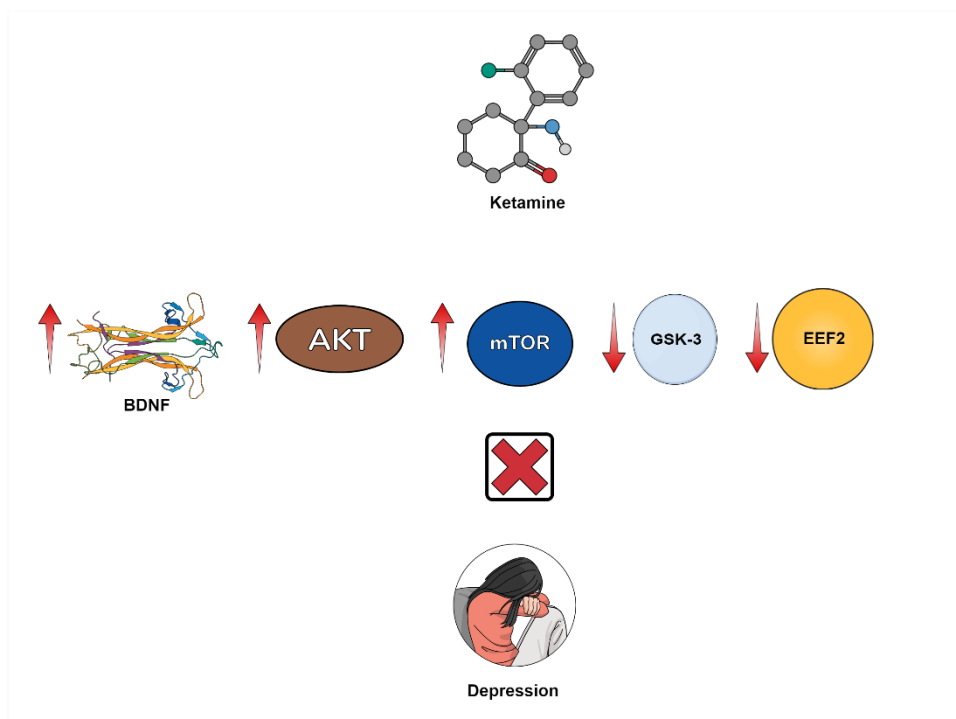 Ketamine
BDNF
AKT
mTOR
GSK-3
EEF2
Depression